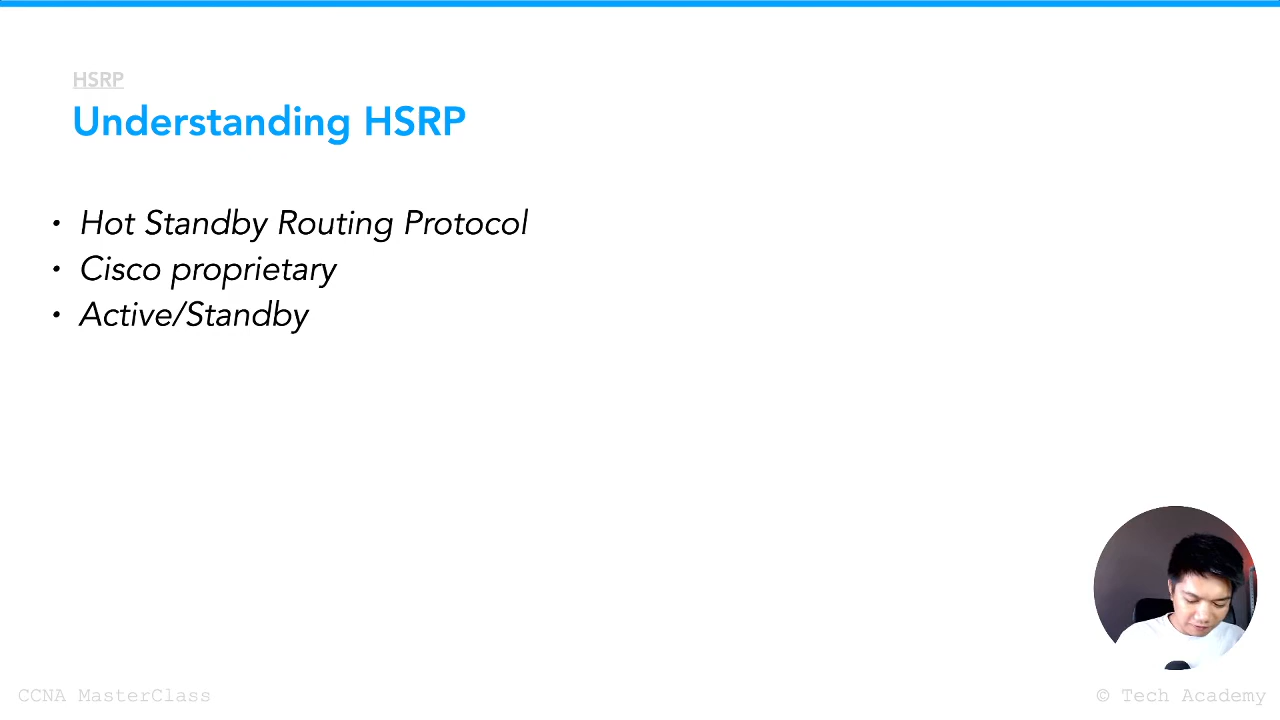 HSRP
Understanding HSRP
• Hot Standby Routing Protocol
• Cisco proprietary
• Active/Standby
CCNA MasterClass
© Tech Academy